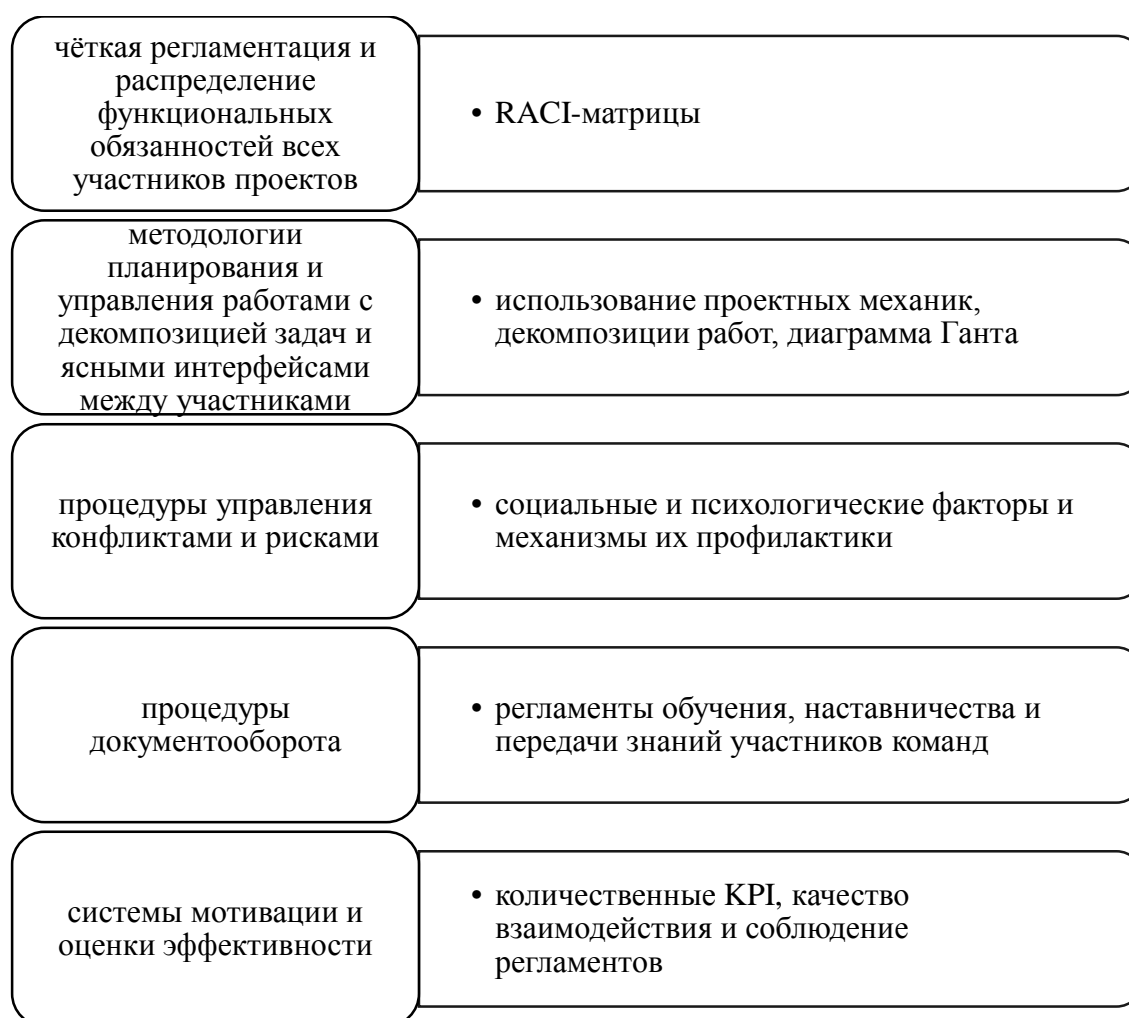 чёткая регламентация и
распределение
функциональных
обязанностей всех
участников проектов
• RACI-матрицы
методологии
планирования и
управления работами с
декомпозицией задач и
ясными интерфейсами
между участниками
• использование проектных механик,
декомпозиции работ, диаграмма Ганта
процедуры управления
конфликтами и рисками
• социальные и психологические факторы и
механизмы их профилактики
процедуры
документооборота
• регламенты обучения, наставничества и
передачи знаний участников команд
системы мотивации и
оценки эффективности
• количественные KPI, качество
взаимодействия и соблюдение
регламентов